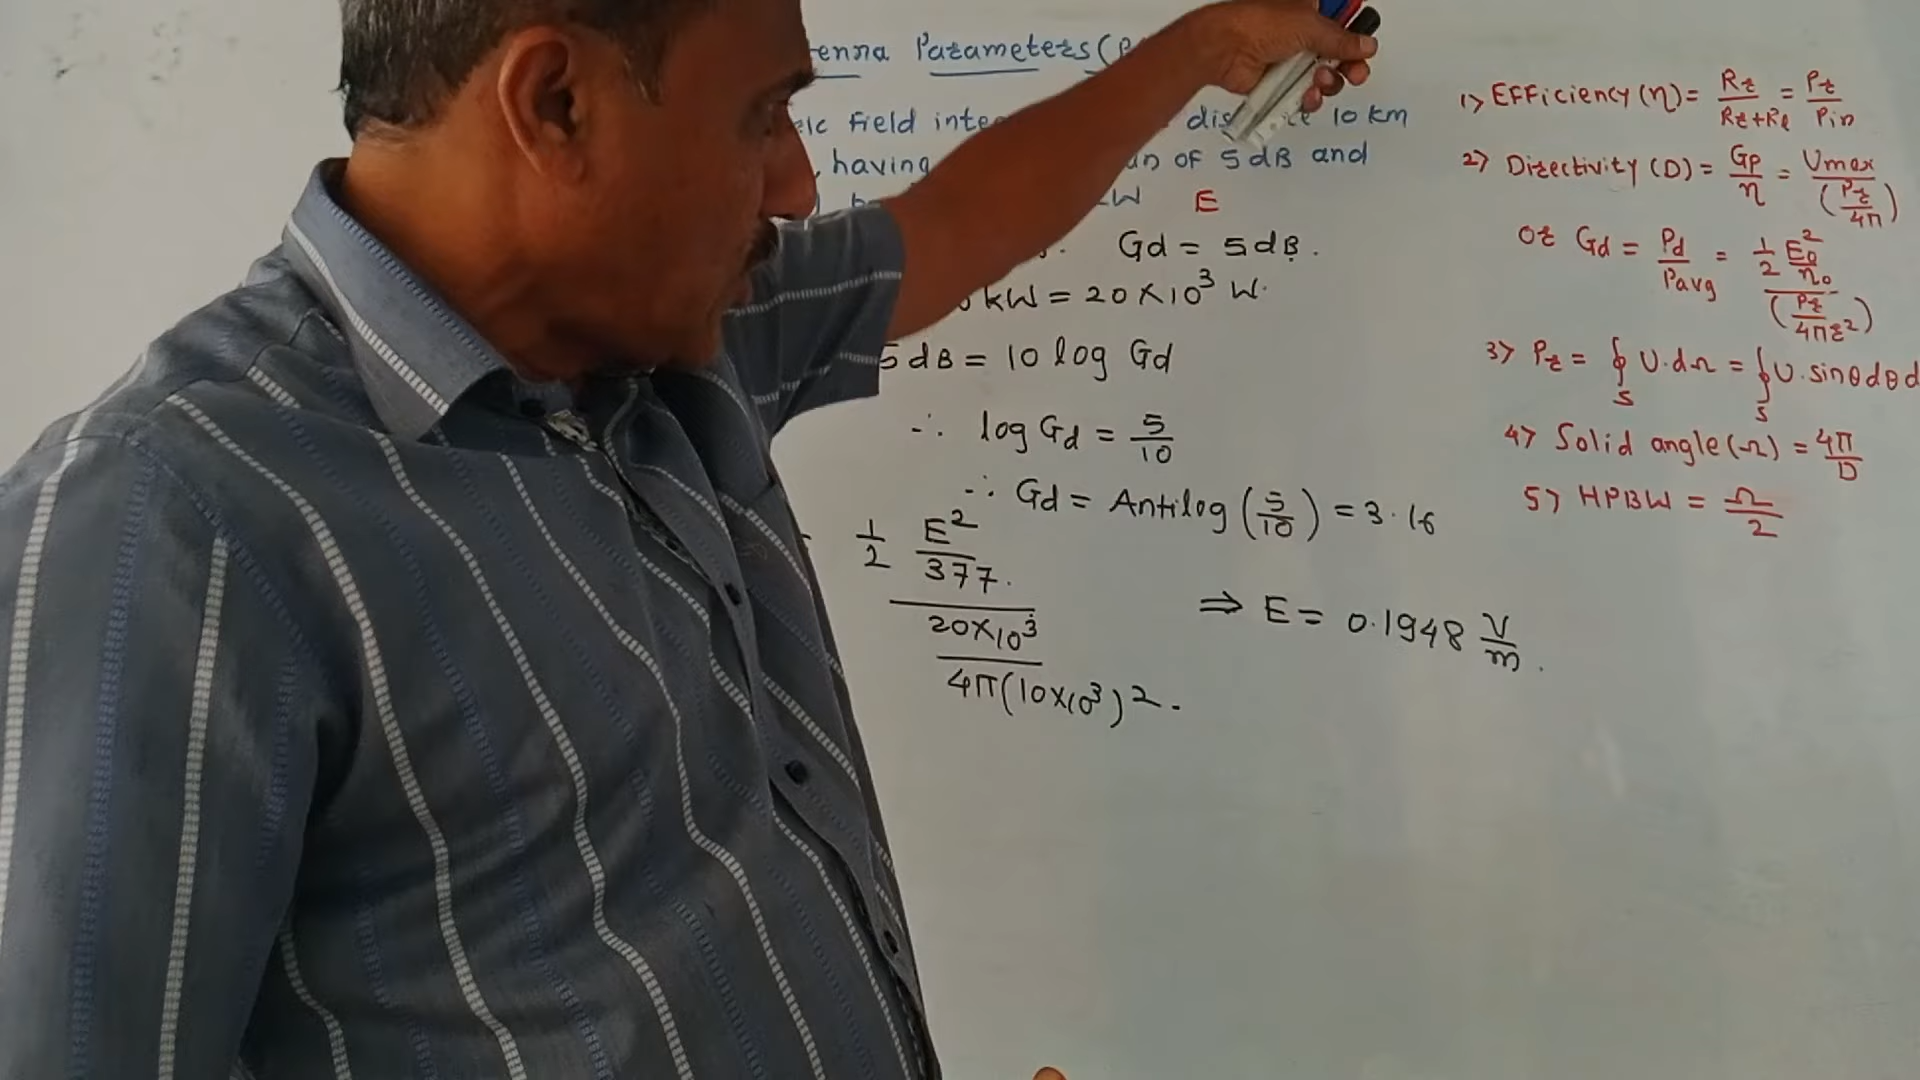 enna Parameters(
ic Field inte dis e 10 km
, having an of 5 dB and
W E
Gd = 5 dB.
kW = 20 × 10³ W.
5 dB = 10 log Gd
∴ log Gd = 5/10
∴ Gd = Antilog (5/10) = 3.16
1/2 E²/377.
20×10³
4π(10×10³)².
⇒ E = 0.1948 V/m.
1> Efficiency (η) = Rr/Rr+Rl = Pr/Pin
2> Directivity (D) = Gp/η = Umax/(Pr/4π)
or Gd = Pd/Pavg = 1/2 E0²/η0/(Pr/4πr²)
3> Pr = ∮s U.dΩ = ∮s U.sinθdθd
4> Solid angle (Ω) = 4π/D
5> HPBW = Ω/2